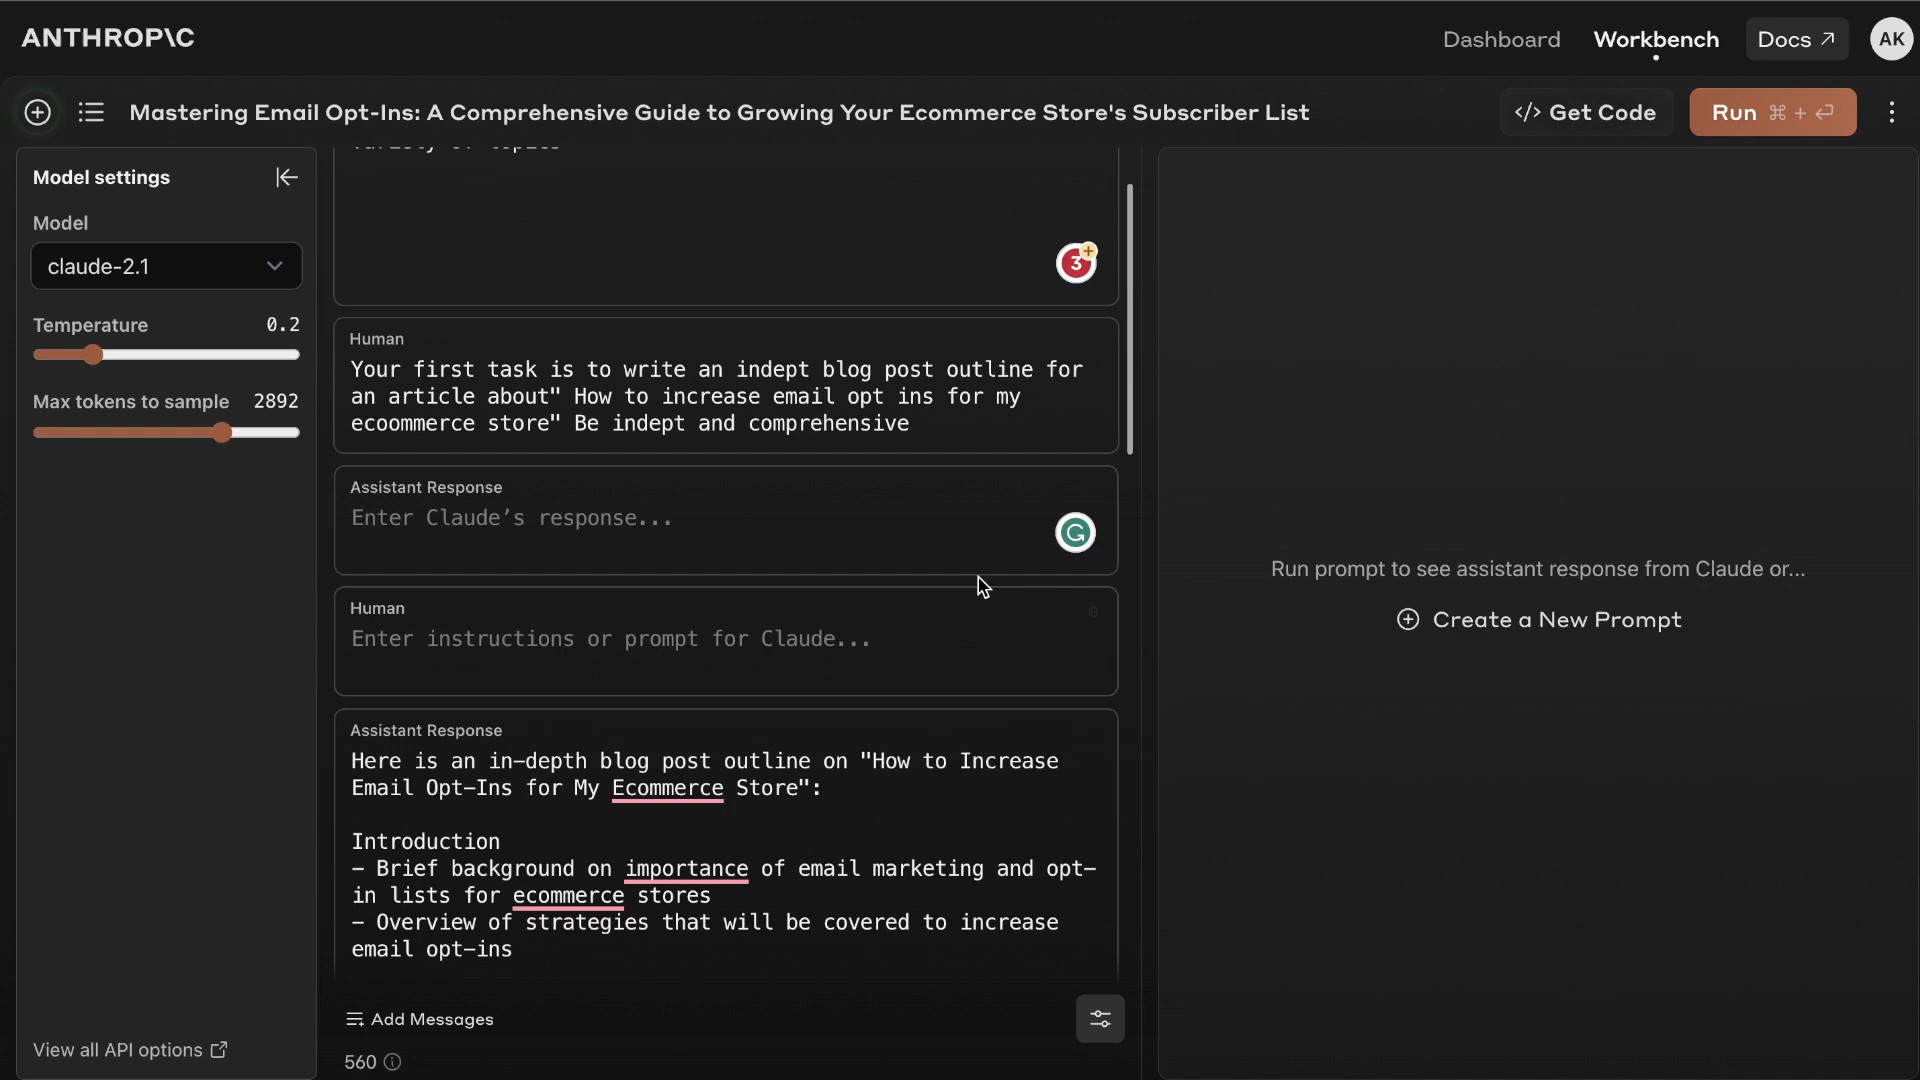 ANTHROP\C
Dashboard
Workbench
Docs
AK
Mastering Email Opt-Ins: A Comprehensive Guide to Growing Your Ecommerce Store's Subscriber List
</> Get Code
Run ⌘ + ⏎
Model settings
Model
claude-2.1
Temperature 0.2
Max tokens to sample 2892
View all API options
variety of topics
3
Human
Your first task is to write an indept blog post outline for
an article about" How to increase email opt ins for my
ecoommerce store" Be indept and comprehensive
Assistant Response
Enter Claude's response...
Human
Enter instructions or prompt for Claude...
Assistant Response
Here is an in-depth blog post outline on "How to Increase
Email Opt-Ins for My Ecommerce Store":
Introduction
- Brief background on importance of email marketing and opt-
in lists for ecommerce stores
- Overview of strategies that will be covered to increase
email opt-ins
Add Messages
560
Run prompt to see assistant response from Claude or...
Create a New Prompt